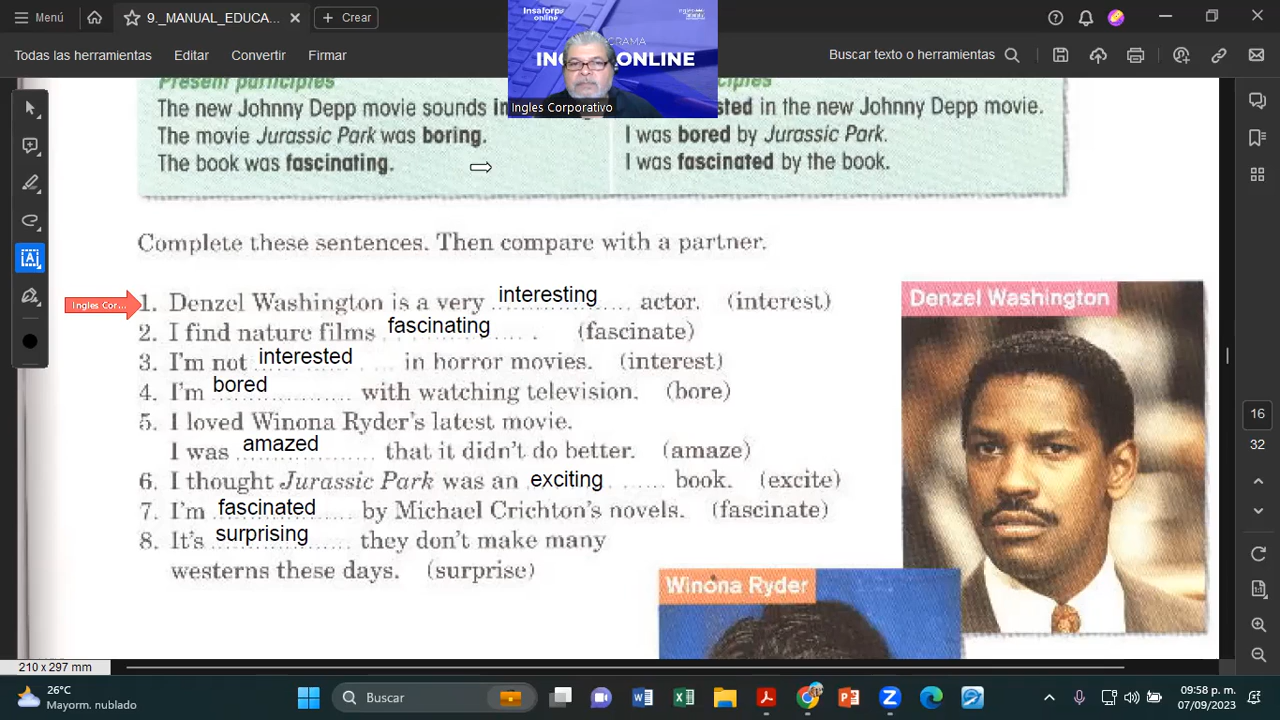 Menú
9._MANUAL_EDUCA...
Crear
Todas las herramientas
Editar
Convertir
Firmar
Buscar texto o herramientas
Insaforp
online
INGLES ONLINE
Ingles Corporativo
Present participles
The new Johnny Depp movie sounds
The movie Jurassic Park was boring.
The book was fascinating.
in the new Johnny Depp movie.
I was bored by Jurassic Park.
I was fascinated by the book.
Complete these sentences. Then compare with a partner.
Ingles Cor...
1. Denzel Washington is a very interesting actor. (interest)
2. I find nature films fascinating . (fascinate)
3. I'm not interested in horror movies. (interest)
4. I'm bored with watching television. (bore)
5. I loved Winona Ryder's latest movie.
I was amazed that it didn't do better. (amaze)
6. I thought Jurassic Park was an exciting book. (excite)
7. I'm fascinated by Michael Crichton's novels. (fascinate)
8. It's surprising they don't make many
westerns these days. (surprise)
Denzel Washington
Winona Ryder
16
32
210 x 297 mm
26°C
Mayorm. nublado
Buscar
09:58 p. m.
07/09/2023